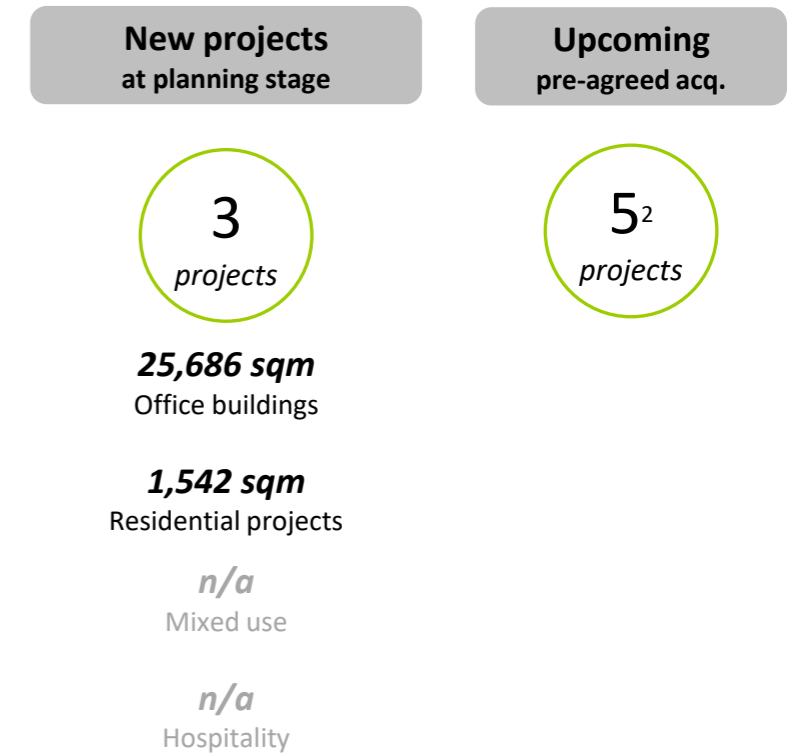 New projects
at planning stage
3
projects
25,686 sqm
Office buildings
1,542 sqm
Residential projects
n/a
Mixed use
n/a
Hospitality
Upcoming
pre-agreed acq.
5²
projects